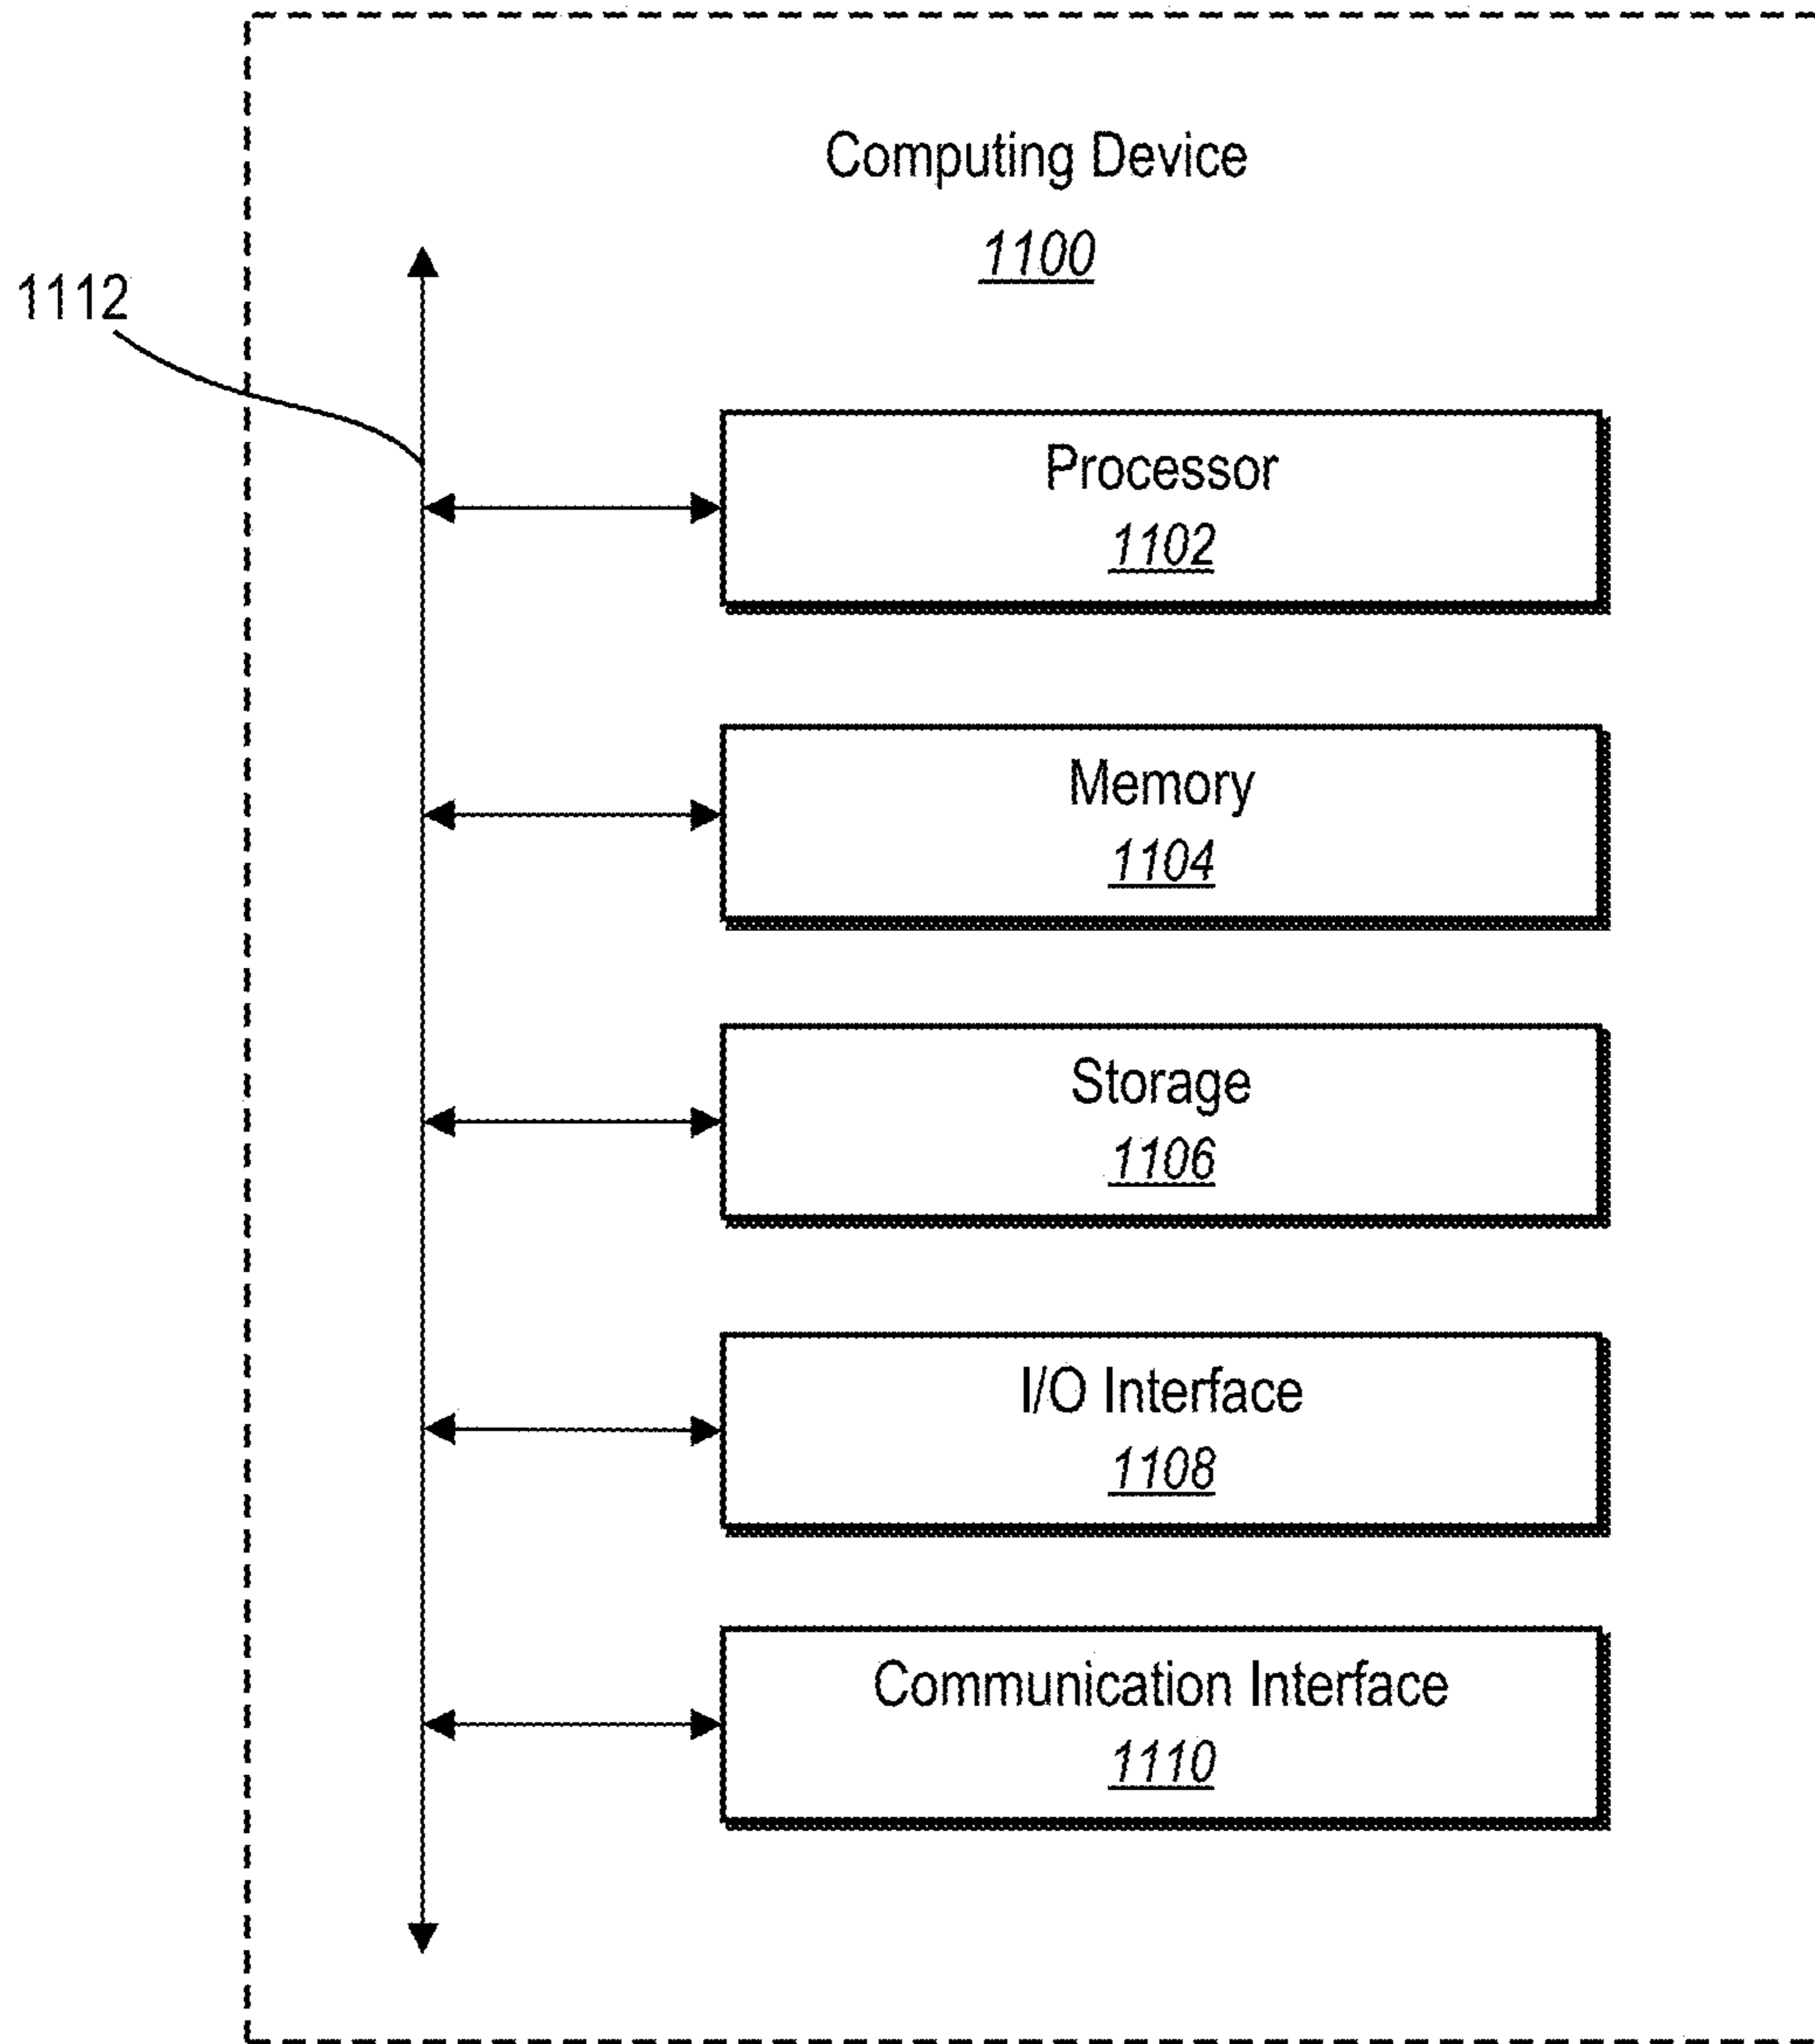 Computing Device
1100
1112
Processor
1102
Memory
1104
Storage
1106
I/O Interface
1108
Communication Interface
1110